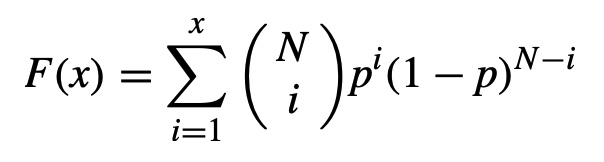 F(x) = \sum_{i=1}^{x} \binom{N}{i} p^i (1 - p)^{N-i}